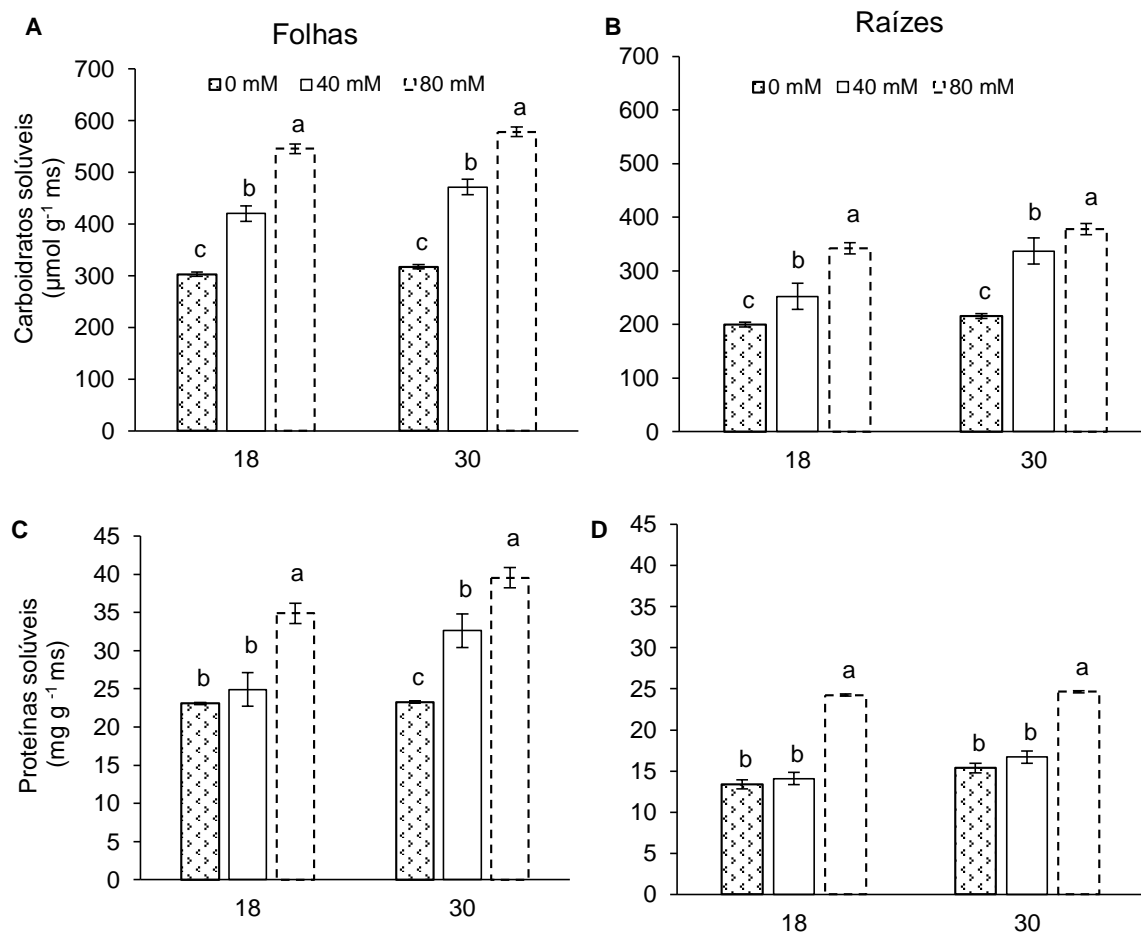 A
Folhas
700
600
500
400
300
200
100
0
Carboidratos solúveis
(µmol g⁻¹ ms)
0 mM 40 mM 80 mM
c
b
a
c
b
a
18 30
B
Raízes
700
600
500
400
300
200
100
0
0 mM 40 mM 80 mM
c
b
a
c
b
a
18 30
C
45
40
35
30
25
20
15
10
5
0
Proteínas solúveis
(mg g ⁻¹ ms)
b
b
a
c
b
a
18 30
D
45
40
35
30
25
20
15
10
5
0
b
b
a
b
b
a
18 30